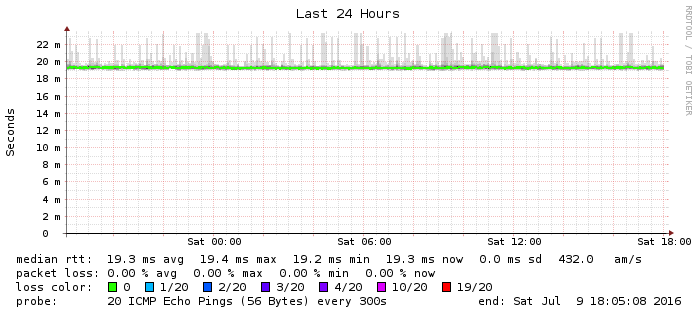 Last 24 Hours
RRDTOOL / TOBI OETIKER
Seconds
22 m
20 m
18 m
16 m
14 m
12 m
10 m
8 m
6 m
4 m
2 m
0
Sat 00:00 Sat 06:00 Sat 12:00 Sat 18:00
median rtt: 19.3 ms avg 19.4 ms max 19.2 ms min 19.3 ms now 0.0 ms sd 432.0 am/s
packet loss: 0.00 % avg 0.00 % max 0.00 % min 0.00 % now
loss color: 0 1/20 2/20 3/20 4/20 10/20 19/20
probe: 20 ICMP Echo Pings (56 Bytes) every 300s end: Sat Jul 9 18:05:08 2016